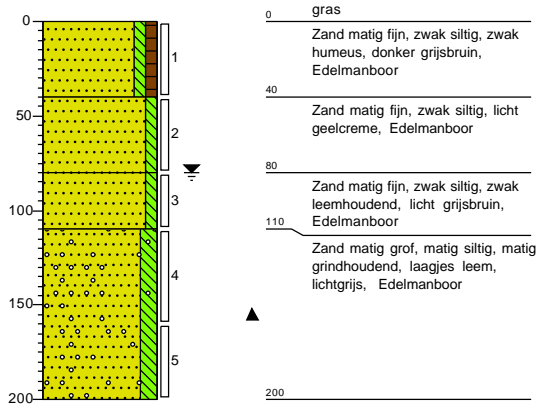 0
50
100
150
200
1
2
3
4
5
0
gras
Zand matig fijn, zwak siltig, zwak
humeus, donker grijsbruin,
Edelmanboor
40
Zand matig fijn, zwak siltig, licht
geelcreme, Edelmanboor
80
Zand matig fijn, zwak siltig, zwak
leemhoudend, licht grijsbruin,
Edelmanboor
110
Zand matig grof, matig siltig, matig
grindhoudend, laagjes leem,
lichtgrijs, Edelmanboor
200